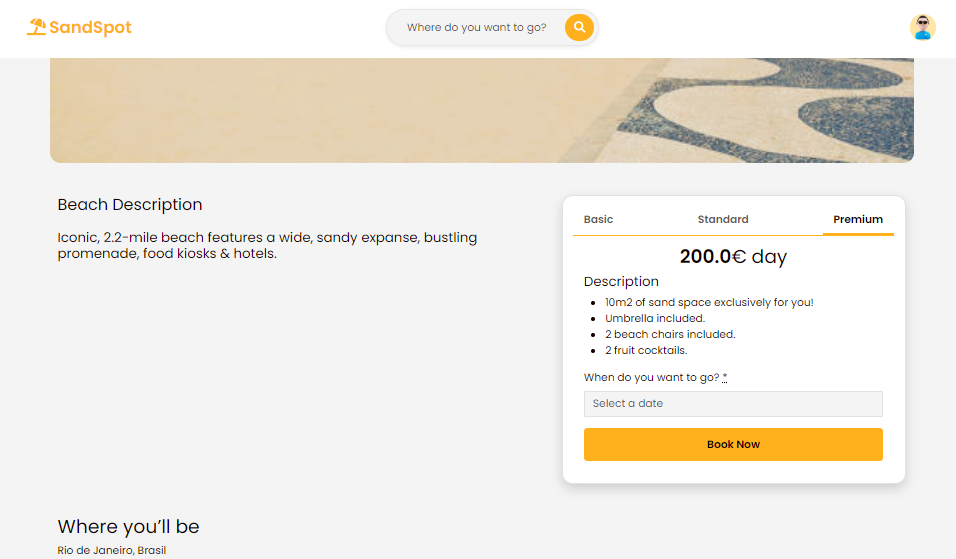 SandSpot
Where do you want to go?
Beach Description
Iconic, 2.2-mile beach features a wide, sandy expanse, bustling
promenade, food kiosks & hotels.
Basic Standard Premium
200.0€ day
Description
10m2 of sand space exclusively for you!
Umbrella included.
2 beach chairs included.
2 fruit cocktails.
When do you want to go? *
Select a date
Book Now
Where you'll be
Rio de Janeiro, Brasil